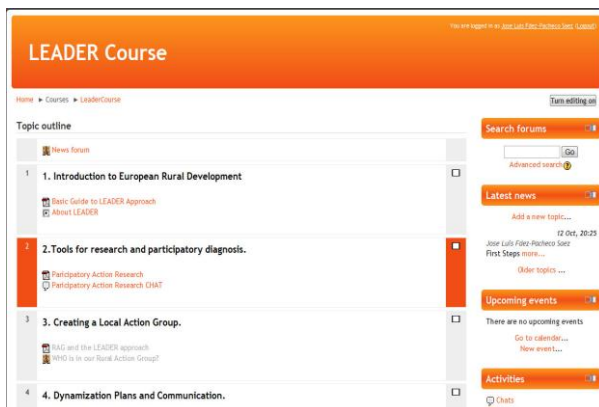 You are logged in as Jose Luis Fdez-Pacheco Saez (Logout)
LEADER Course
Home ► Courses ► LeaderCourse
Turn editing on
Topic outline
News forum
1
1. Introduction to European Rural Development
Basic Guide to LEADER Approach
About LEADER
2
2.Tools for research and participatory diagnosis.
Paricipatory Action Research
Paricipatory Action Research CHAT
3
3. Creating a Local Action Group.
RAG and the LEADER approach
WHO is in our Rural Action Group?
4
4. Dynamization Plans and Communication.
Search forums
Go
Advanced search
Latest news
Add a new topic...
12 Oct, 20:25
Jose Luis Fdez-Pacheco Saez
First Steps more...
Older topics ...
Upcoming events
There are no upcoming events
Go to calendar...
New event...
Activities
Chats